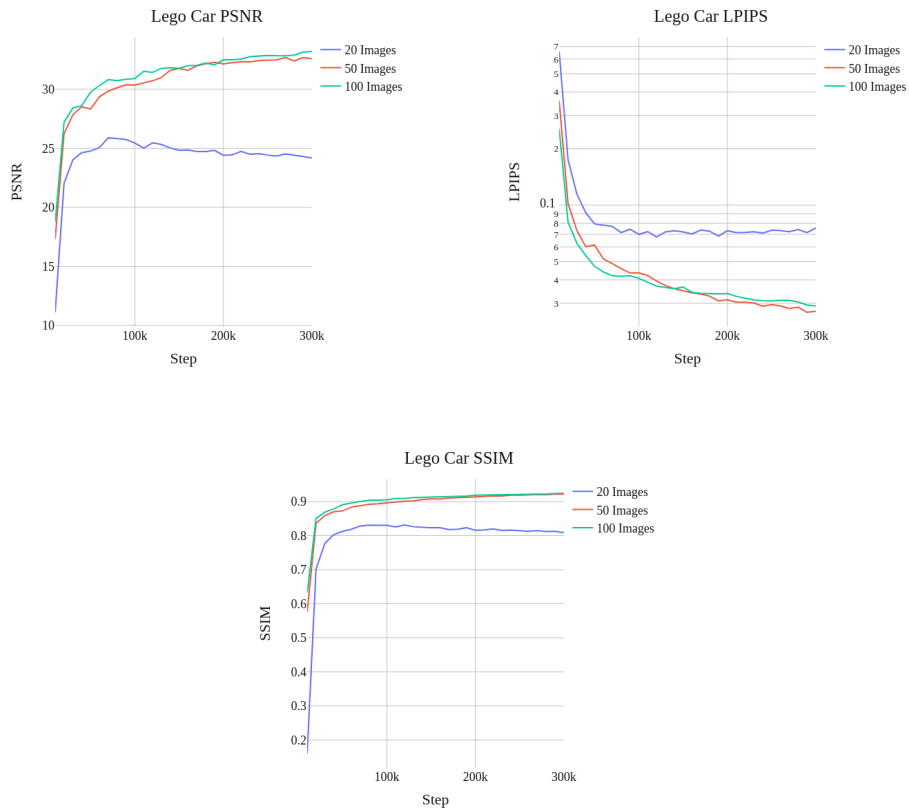 Lego Car PSNR
PSNR
30
25
20
15
10
100k
200k
300k
Step
20 Images
50 Images
100 Images
Lego Car LPIPS
LPIPS
7
6
5
4
3
2
0.1
9
8
7
6
5
4
3
100k
200k
300k
Step
20 Images
50 Images
100 Images
Lego Car SSIM
SSIM
0.9
0.8
0.7
0.6
0.5
0.4
0.3
0.2
100k
200k
300k
Step
20 Images
50 Images
100 Images